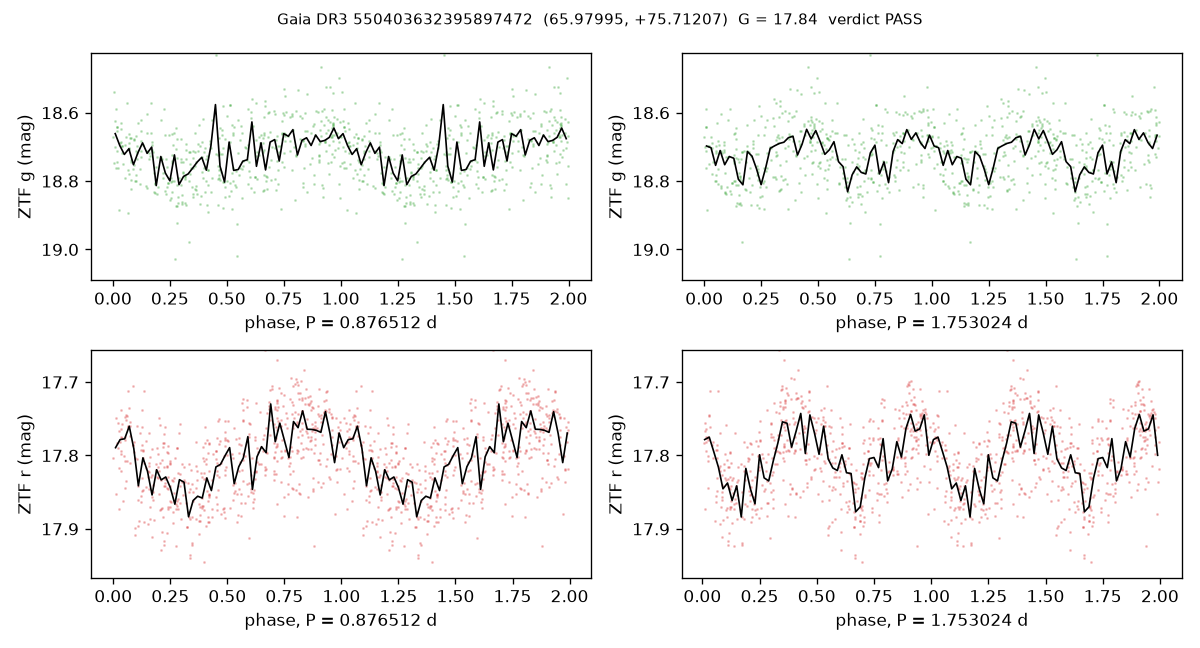 Gaia DR3 550403632395897472  (65.97995, +75.71207)  G = 17.84  verdict PASS
ZTF g (mag)
18.6
18.8
19.0
0.00 0.25 0.50 0.75 1.00 1.25 1.50 1.75 2.00
phase, P = 0.876512 d
ZTF g (mag)
18.6
18.8
19.0
0.00 0.25 0.50 0.75 1.00 1.25 1.50 1.75 2.00
phase, P = 1.753024 d
ZTF r (mag)
17.7
17.8
17.9
0.00 0.25 0.50 0.75 1.00 1.25 1.50 1.75 2.00
phase, P = 0.876512 d
ZTF r (mag)
17.7
17.8
17.9
0.00 0.25 0.50 0.75 1.00 1.25 1.50 1.75 2.00
phase, P = 1.753024 d